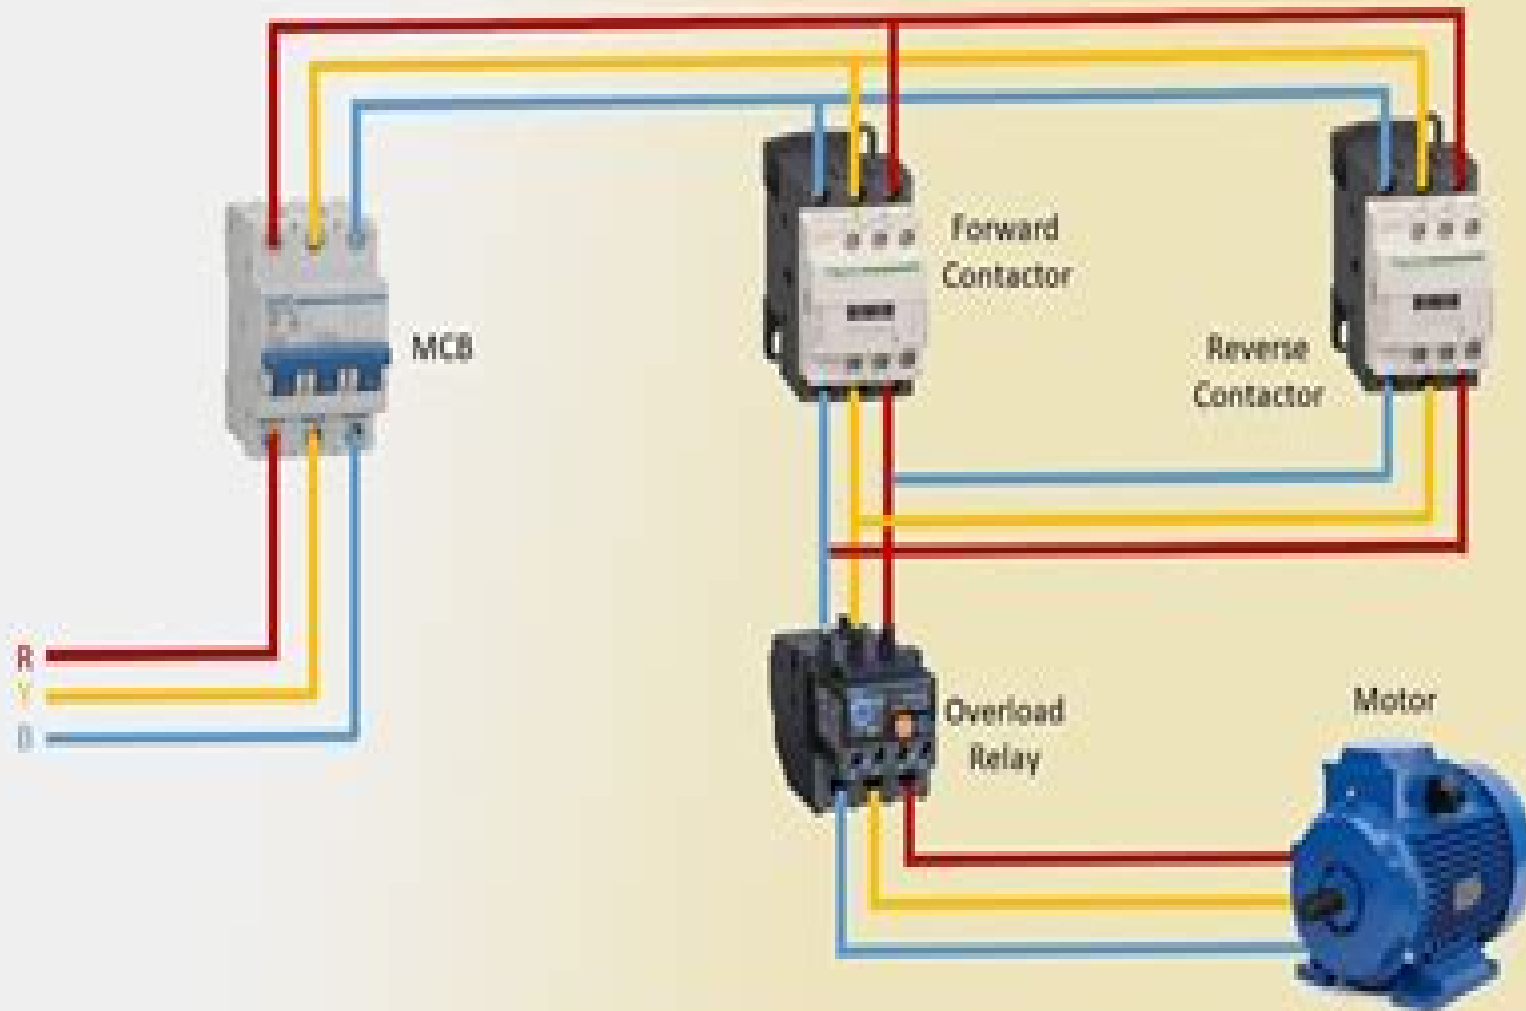 Forward
Contactor
MCB
Reverse
Contactor
R
Y
B
Overload
Relay
Motor